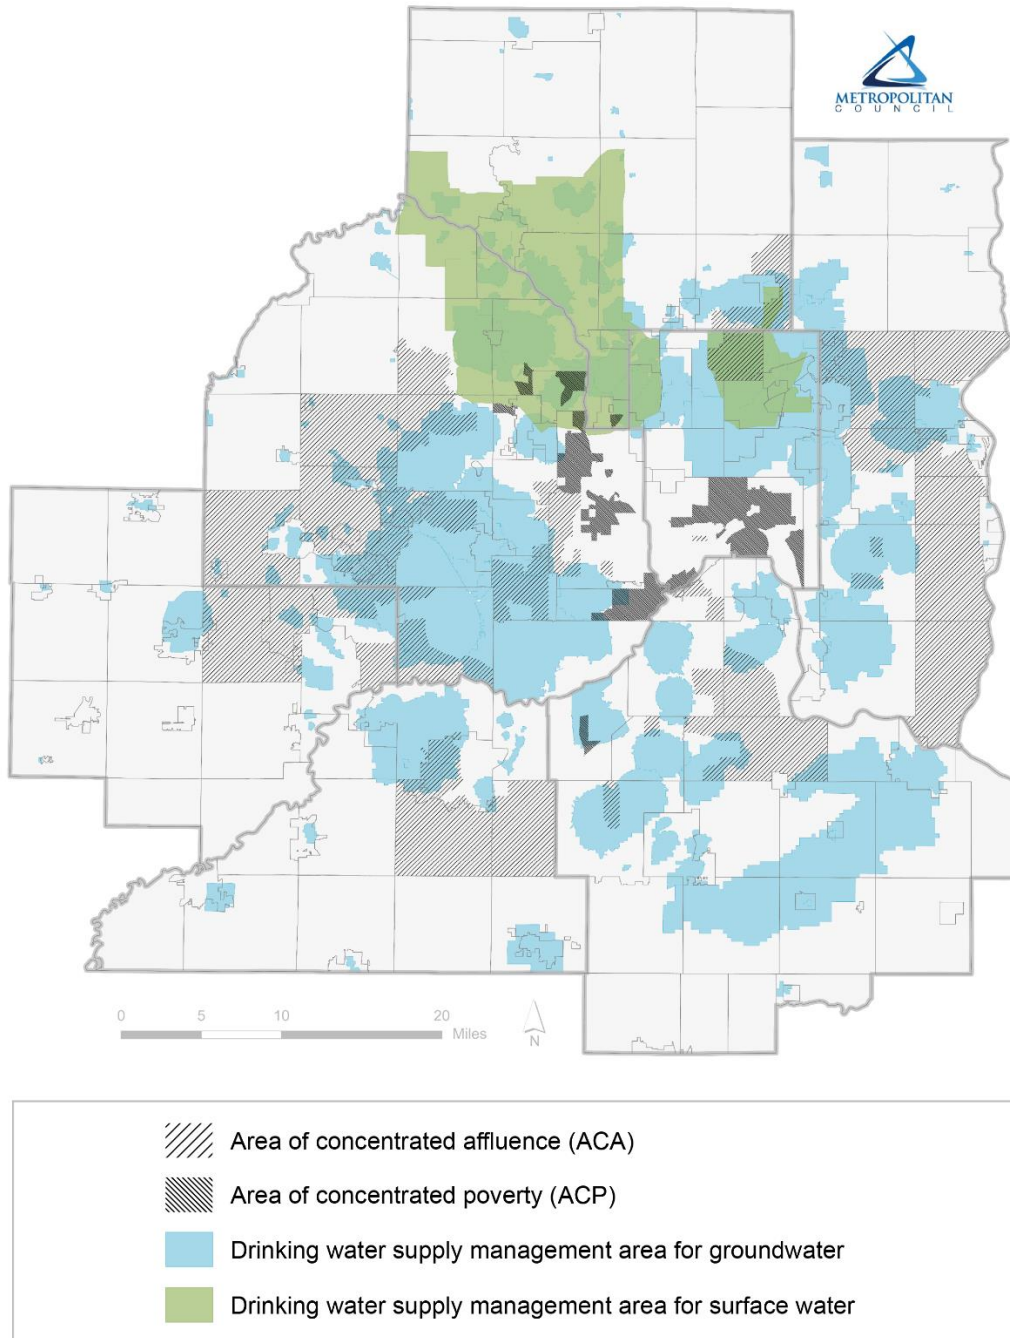 METROPOLITAN
COUNCIL
0 5 10 20
Miles
N
Area of concentrated affluence (ACA)
Area of concentrated poverty (ACP)
Drinking water supply management area for groundwater
Drinking water supply management area for surface water